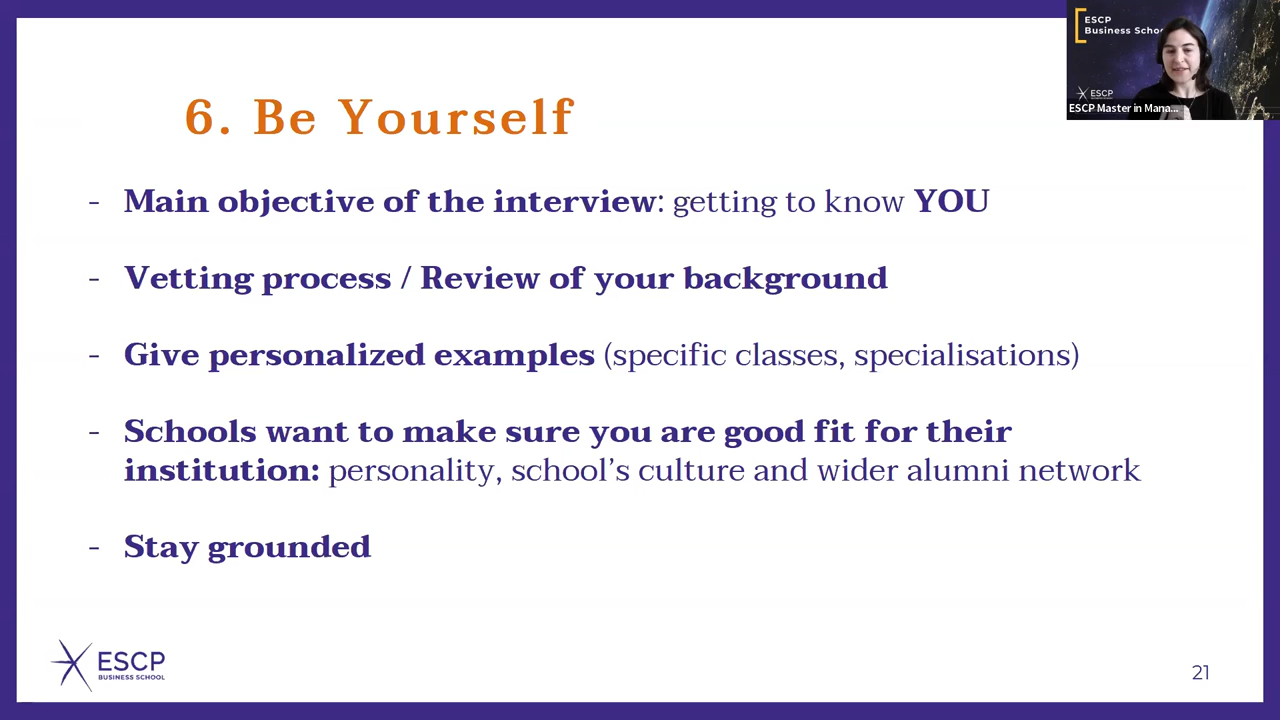 ESCP
Business Schoo
ESCP
ESCP Master in Mana...
6. Be Yourself
- Main objective of the interview: getting to know YOU
- Vetting process / Review of your background
- Give personalized examples (specific classes, specialisations)
- Schools want to make sure you are good fit for their
institution: personality, school’s culture and wider alumni network
- Stay grounded
ESCP
BUSINESS SCHOOL
21